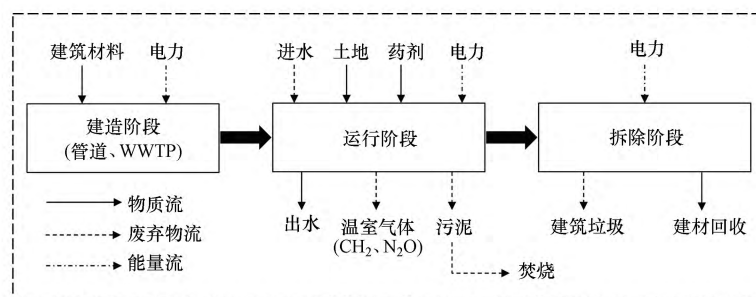 建筑材料 电力 进水 土地 药剂 电力 电力
建造阶段
(管道、WWTP)
运行阶段
拆除阶段
物质流
废弃物流
能量流
出水 温室气体 污泥
(CH2、N2O)
焚烧
建筑垃圾 建材回收